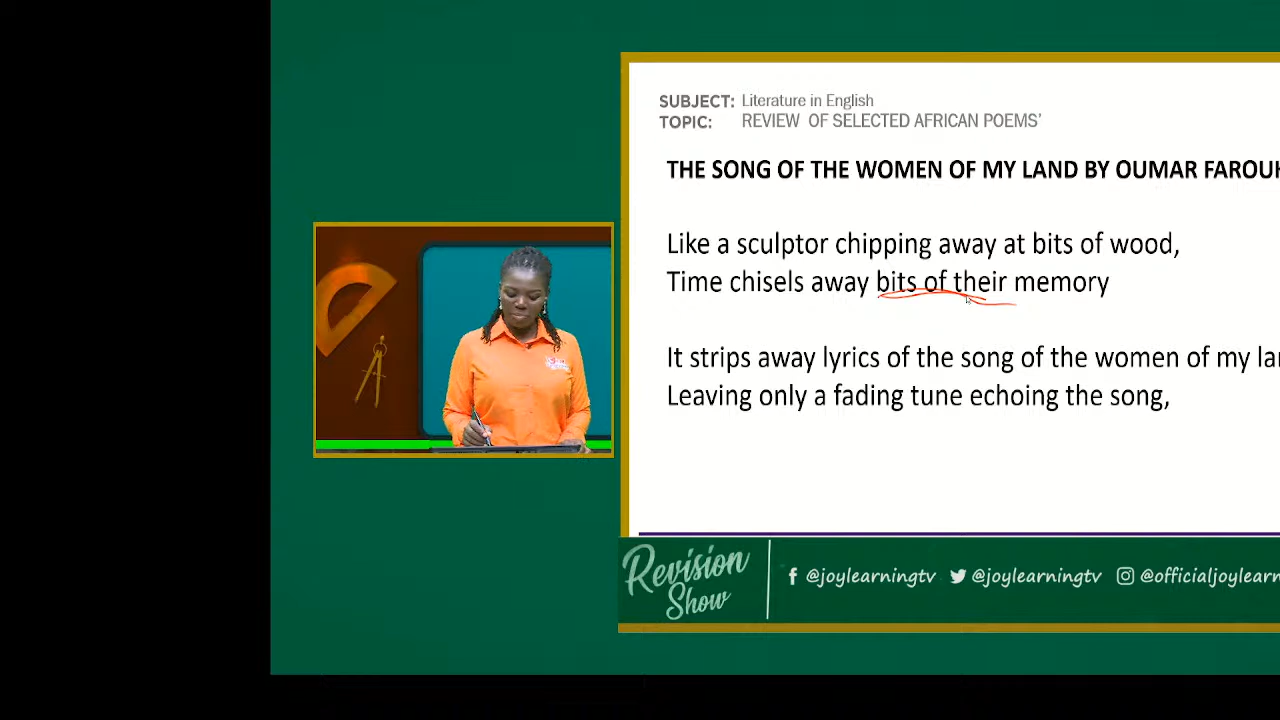 SUBJECT: Literature in English
TOPIC: REVIEW OF SELECTED AFRICAN POEMS'
THE SONG OF THE WOMEN OF MY LAND BY OUMAR FAROUK
Like a sculptor chipping away at bits of wood,
Time chisels away bits of their memory
It strips away lyrics of the song of the women of my
Leaving only a fading tune echoing the song,
Revision
Show
@joylearningtv @joylearningtv